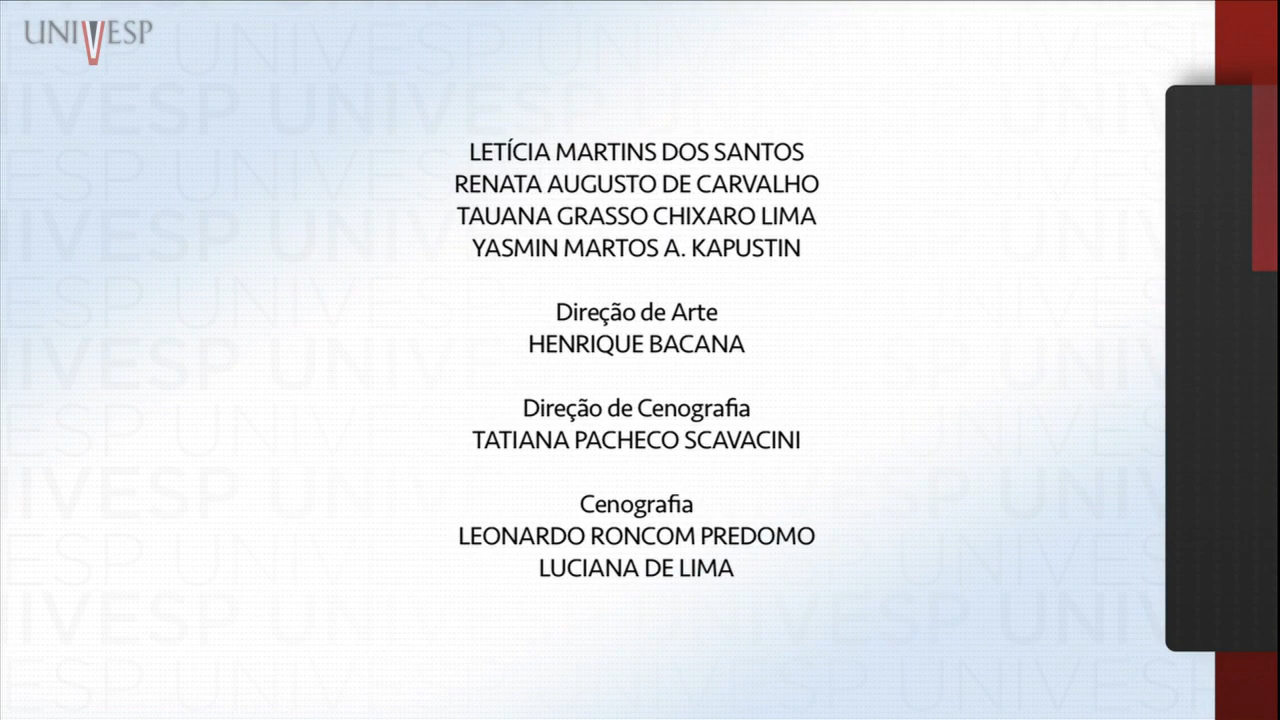 UNIVESP
LETÍCIA MARTINS DOS SANTOS
RENATA AUGUSTO DE CARVALHO
TAUANA GRASSO CHIXARO LIMA
YASMIN MARTOS A. KAPUSTIN
Direção de Arte
HENRIQUE BACANA
Direção de Cenografia
TATIANA PACHECO SCAVACINI
Cenografia
LEONARDO RONCOM PREDOMO
LUCIANA DE LIMA